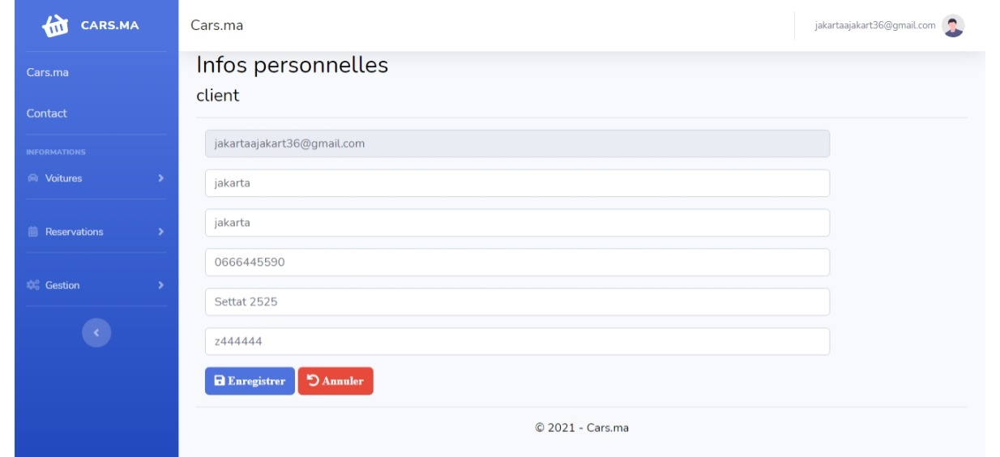 CARS.MA
Cars.ma
jakartaajakart36@gmail.com
Cars.ma
Contact
INFORMATIONS
Voitures
Reservations
Gestion
Infos personnelles
client
jakartaajakart36@gmail.com
jakarta
jakarta
0666445590
Settat 2525
z444444
Enregistrer Annuler
© 2021 - Cars.ma